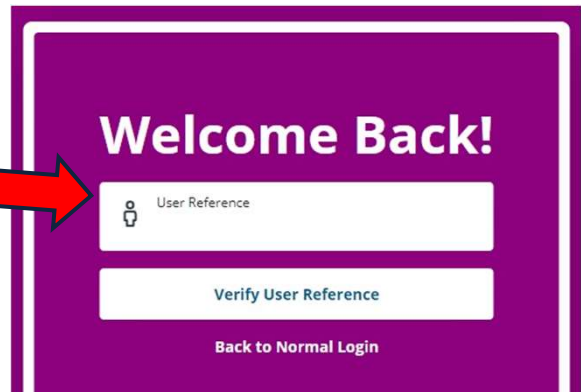 Welcome Back!
User Reference
Verify User Reference
Back to Normal Login